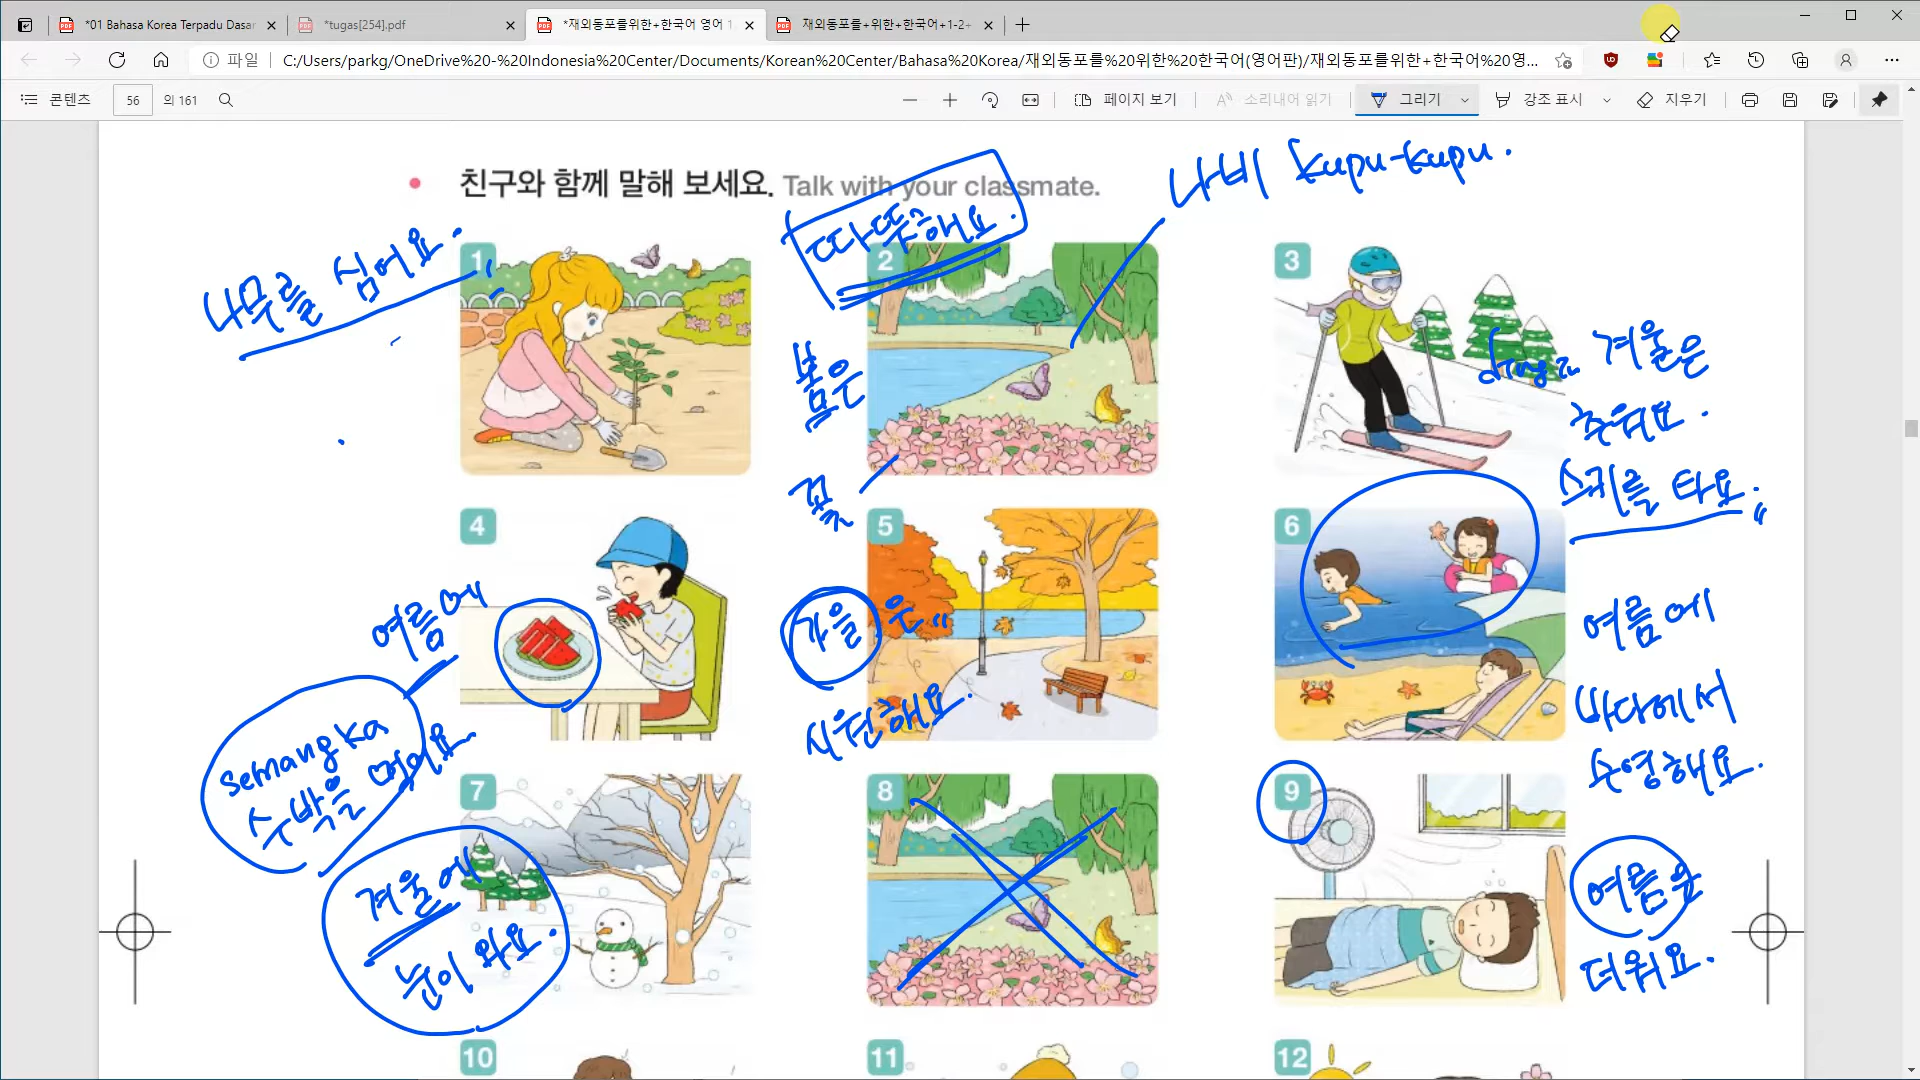 *01 Bahasa Korea Terpadu Dasar
*tugas[254].pdf
*재외동포를위한+한국어 영어 1
재외동포를+위한+한국어+1-2+
파일
C:/Users/parkg/OneDrive%20-%20Indonesia%20Center/Documents/Korean%20Center/Bahasa%20Korea/재외동포를%20위한%20한국어(영어판)/재외동포를위한+한국어%20영...
콘텐츠
56
의 161
페이지 보기
소리내어 읽기
그리기
강조 표시
지우기
친구와 함께 말해 보세요. Talk with your classmate.
나비 kupu-kupu.
따뜻해요.
나무를 심어요.
1
2
3
봄은
꽃
겨울은
추워요.
스키를 타요.
4
5
6
여름에
semangka
수박을 먹어요
가을은
시원해요.
여름에
바다에서
수영해요.
7
8
9
겨울에
눈이 와요.
여름은
더워요.
10
11
12